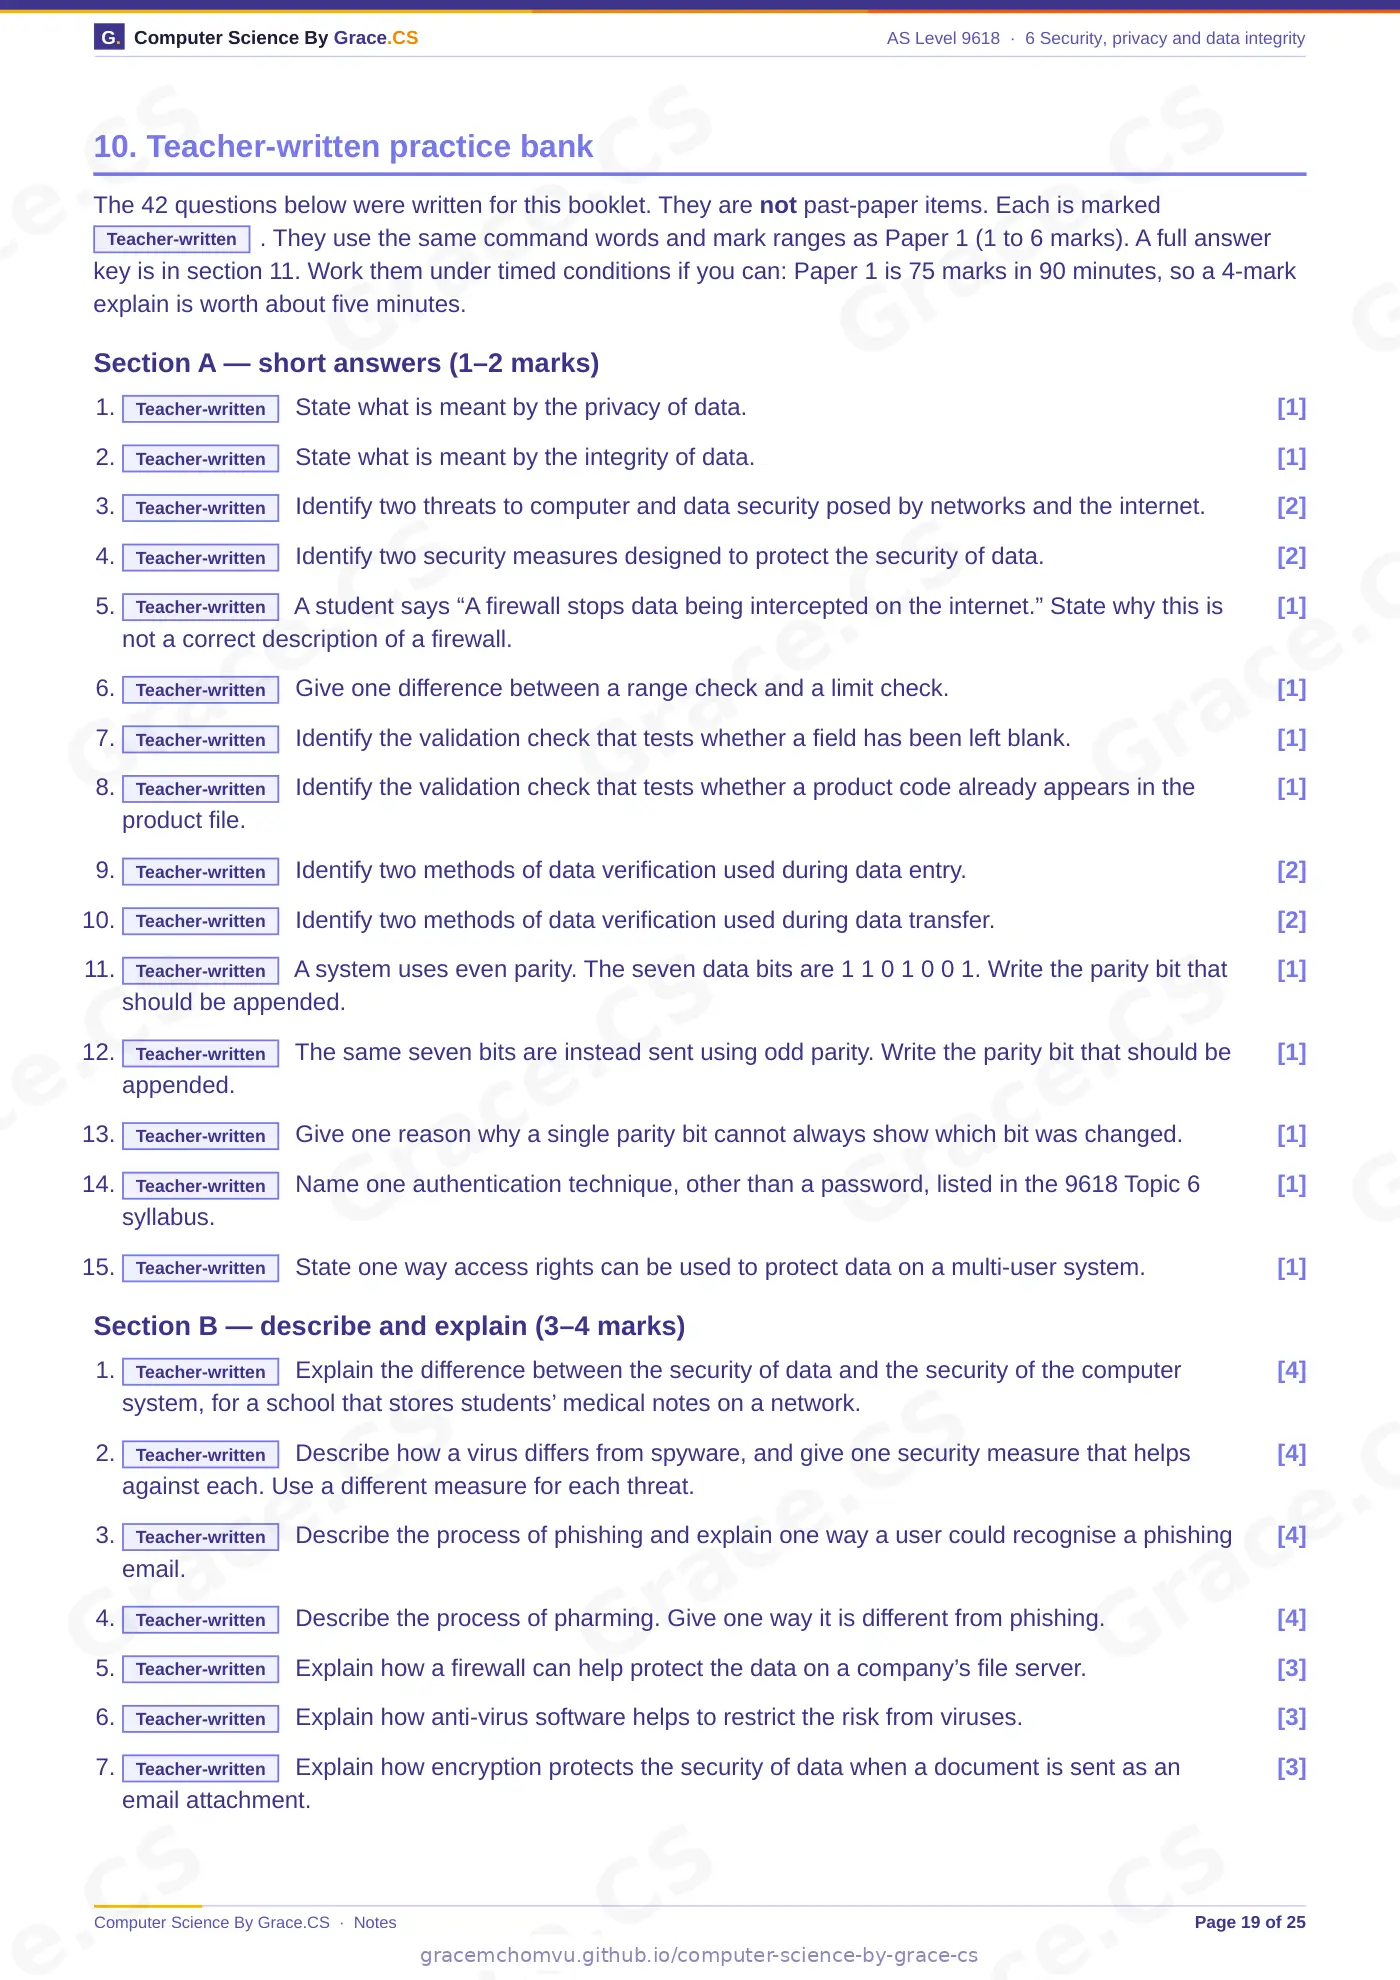 G. Computer Science By Grace.CS
AS Level 9618 · 6 Security, privacy and data integrity
10. Teacher-written practice bank
The 42 questions below were written for this booklet. They are not past-paper items. Each is marked
Teacher-written . They use the same command words and mark ranges as Paper 1 (1 to 6 marks). A full answer
key is in section 11. Work them under timed conditions if you can: Paper 1 is 75 marks in 90 minutes, so a 4-mark
explain is worth about five minutes.
Section A — short answers (1–2 marks)
1. Teacher-written State what is meant by the privacy of data. [1]
2. Teacher-written State what is meant by the integrity of data. [1]
3. Teacher-written Identify two threats to computer and data security posed by networks and the internet. [2]
4. Teacher-written Identify two security measures designed to protect the security of data. [2]
5. Teacher-written A student says “A firewall stops data being intercepted on the internet.” State why this is [1]
not a correct description of a firewall.
6. Teacher-written Give one difference between a range check and a limit check. [1]
7. Teacher-written Identify the validation check that tests whether a field has been left blank. [1]
8. Teacher-written Identify the validation check that tests whether a product code already appears in the [1]
product file.
9. Teacher-written Identify two methods of data verification used during data entry. [2]
10. Teacher-written Identify two methods of data verification used during data transfer. [2]
11. Teacher-written A system uses even parity. The seven data bits are 1 1 0 1 0 0 1. Write the parity bit that [1]
should be appended.
12. Teacher-written The same seven bits are instead sent using odd parity. Write the parity bit that should be [1]
appended.
13. Teacher-written Give one reason why a single parity bit cannot always show which bit was changed. [1]
14. Teacher-written Name one authentication technique, other than a password, listed in the 9618 Topic 6 [1]
syllabus.
15. Teacher-written State one way access rights can be used to protect data on a multi-user system. [1]
Section B — describe and explain (3–4 marks)
1. Teacher-written Explain the difference between the security of data and the security of the computer [4]
system, for a school that stores students’ medical notes on a network.
2. Teacher-written Describe how a virus differs from spyware, and give one security measure that helps [4]
against each. Use a different measure for each threat.
3. Teacher-written Describe the process of phishing and explain one way a user could recognise a phishing [4]
email.
4. Teacher-written Describe the process of pharming. Give one way it is different from phishing. [4]
5. Teacher-written Explain how a firewall can help protect the data on a company’s file server. [3]
6. Teacher-written Explain how anti-virus software helps to restrict the risk from viruses. [3]
7. Teacher-written Explain how encryption protects the security of data when a document is sent as an [3]
email attachment.
Computer Science By Grace.CS · Notes
Page 19 of 25
gracemchomvu.github.io/computer-science-by-grace-cs